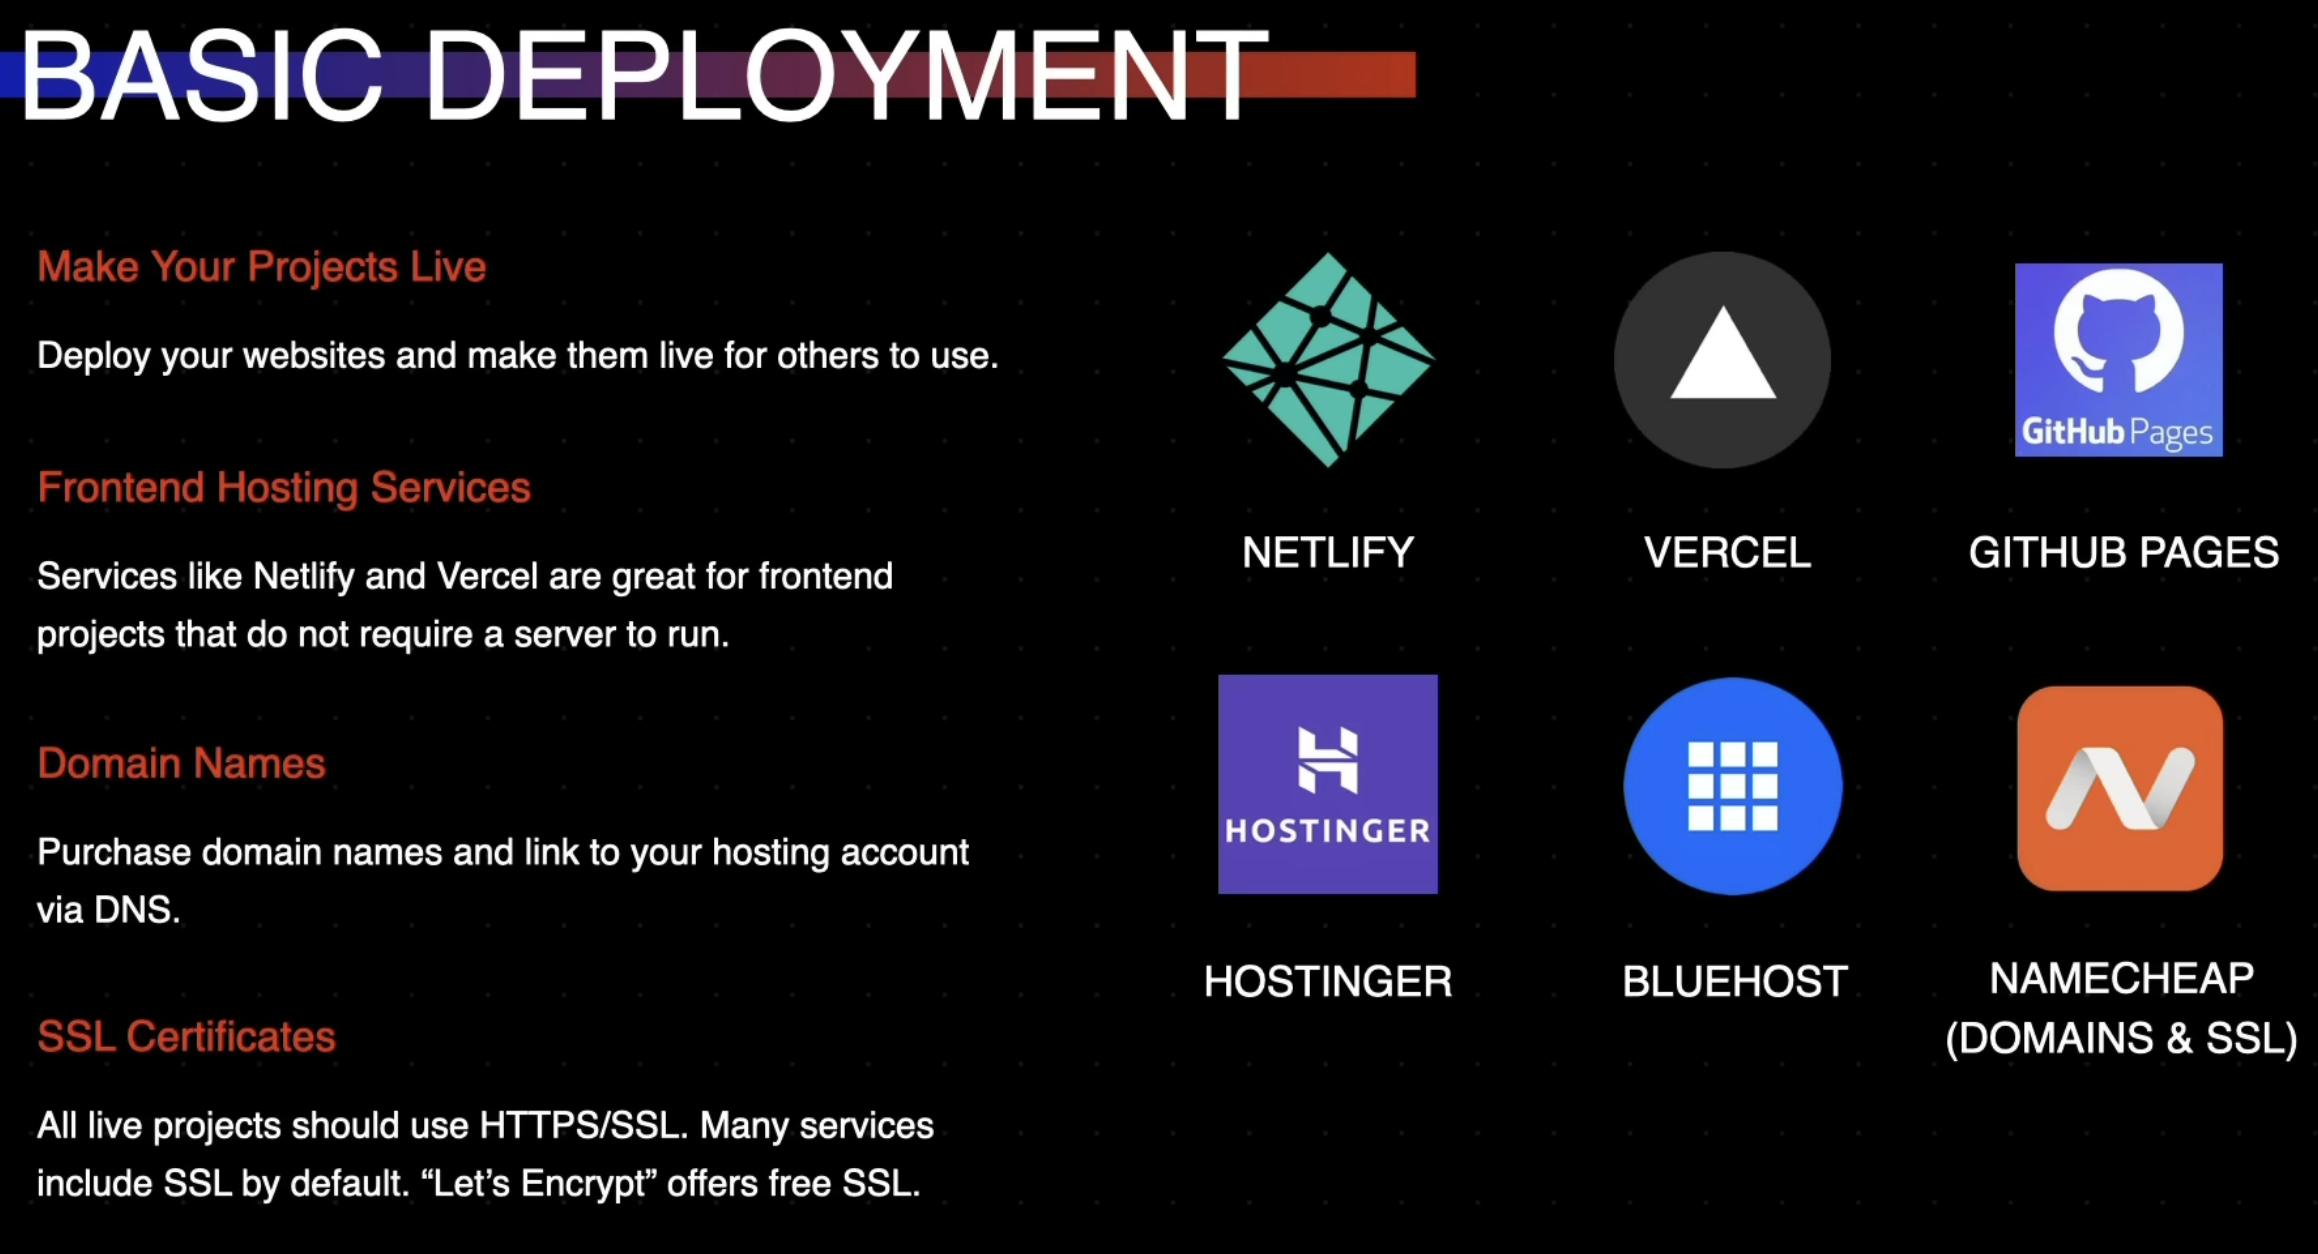 BASIC DEPLOYMENT
Make Your Projects Live
Deploy your websites and make them live for others to use.
Frontend Hosting Services
Services like Netlify and Vercel are great for frontend
projects that do not require a server to run.
Domain Names
Purchase domain names and link to your hosting account
via DNS.
SSL Certificates
All live projects should use HTTPS/SSL. Many services
include SSL by default. “Let’s Encrypt” offers free SSL.
GitHub Pages
NETLIFY
VERCEL
GITHUB PAGES
HOSTINGER
HOSTINGER
BLUEHOST
NAMECHEAP
(DOMAINS & SSL)